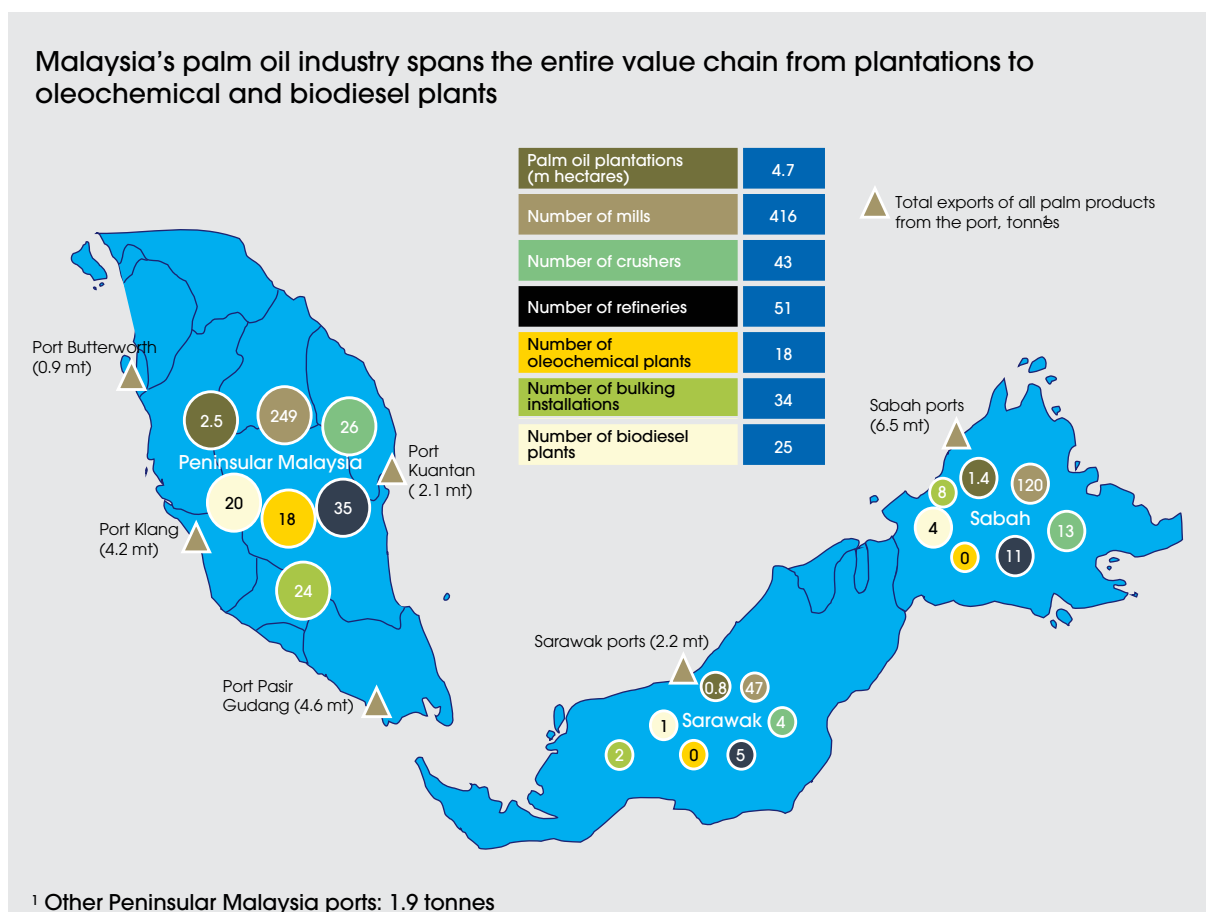 Malaysia's palm oil industry spans the entire value chain from plantations to
oleochemical and biodiesel plants
Palm oil plantations
(m hectares)
4.7
Number of mills
416
Number of crushers
43
Number of refineries
51
Number of
oleochemical plants
18
Number of bulking
installations
34
Number of biodiesel
plants
25
Total exports of all palm products
from the port, tonnes1
Port Butterworth
(0.9 mt)
2.5
249
26
Peninsular Malaysia
Port
Kuantan
( 2.1 mt)
20
18
35
Port Klang
(4.2 mt)
24
Port Pasir
Gudang (4.6 mt)
Sabah ports
(6.5 mt)
8
1.4
120
Sabah
4
13
0
11
Sarawak ports (2.2 mt)
0.8
47
1
Sarawak
4
2
0
5
1 Other Peninsular Malaysia ports: 1.9 tonnes